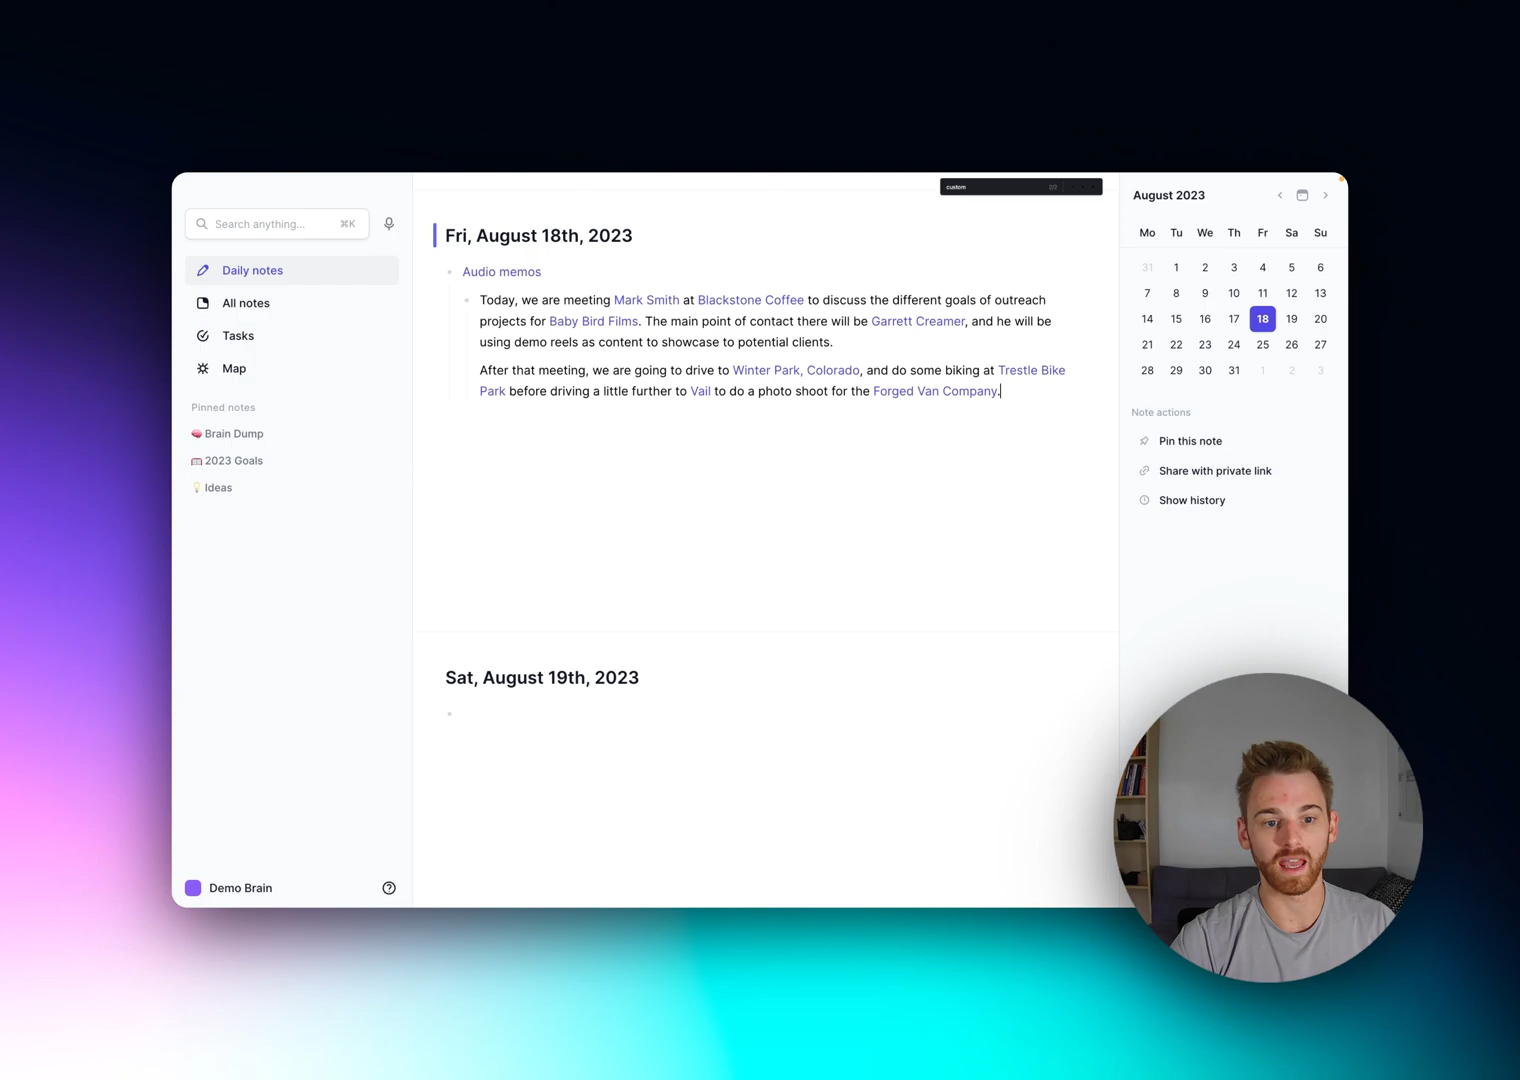 custom
2/2
Search anything...
⌘K
Daily notes
All notes
Tasks
Map
Pinned notes
Brain Dump
2023 Goals
Ideas
Demo Brain
Fri, August 18th, 2023
Audio memos
Today, we are meeting Mark Smith at Blackstone Coffee to discuss the different goals of outreach
projects for Baby Bird Films. The main point of contact there will be Garrett Creamer, and he will be
using demo reels as content to showcase to potential clients.
After that meeting, we are going to drive to Winter Park, Colorado, and do some biking at Trestle Bike
Park before driving a little further to Vail to do a photo shoot for the Forged Van Company.
Sat, August 19th, 2023
August 2023
Mo Tu We Th Fr Sa Su
31 1 2 3 4 5 6
7 8 9 10 11 12 13
14 15 16 17 18 19 20
21 22 23 24 25 26 27
28 29 30 31 1 2 3
Note actions
Pin this note
Share with private link
Show history